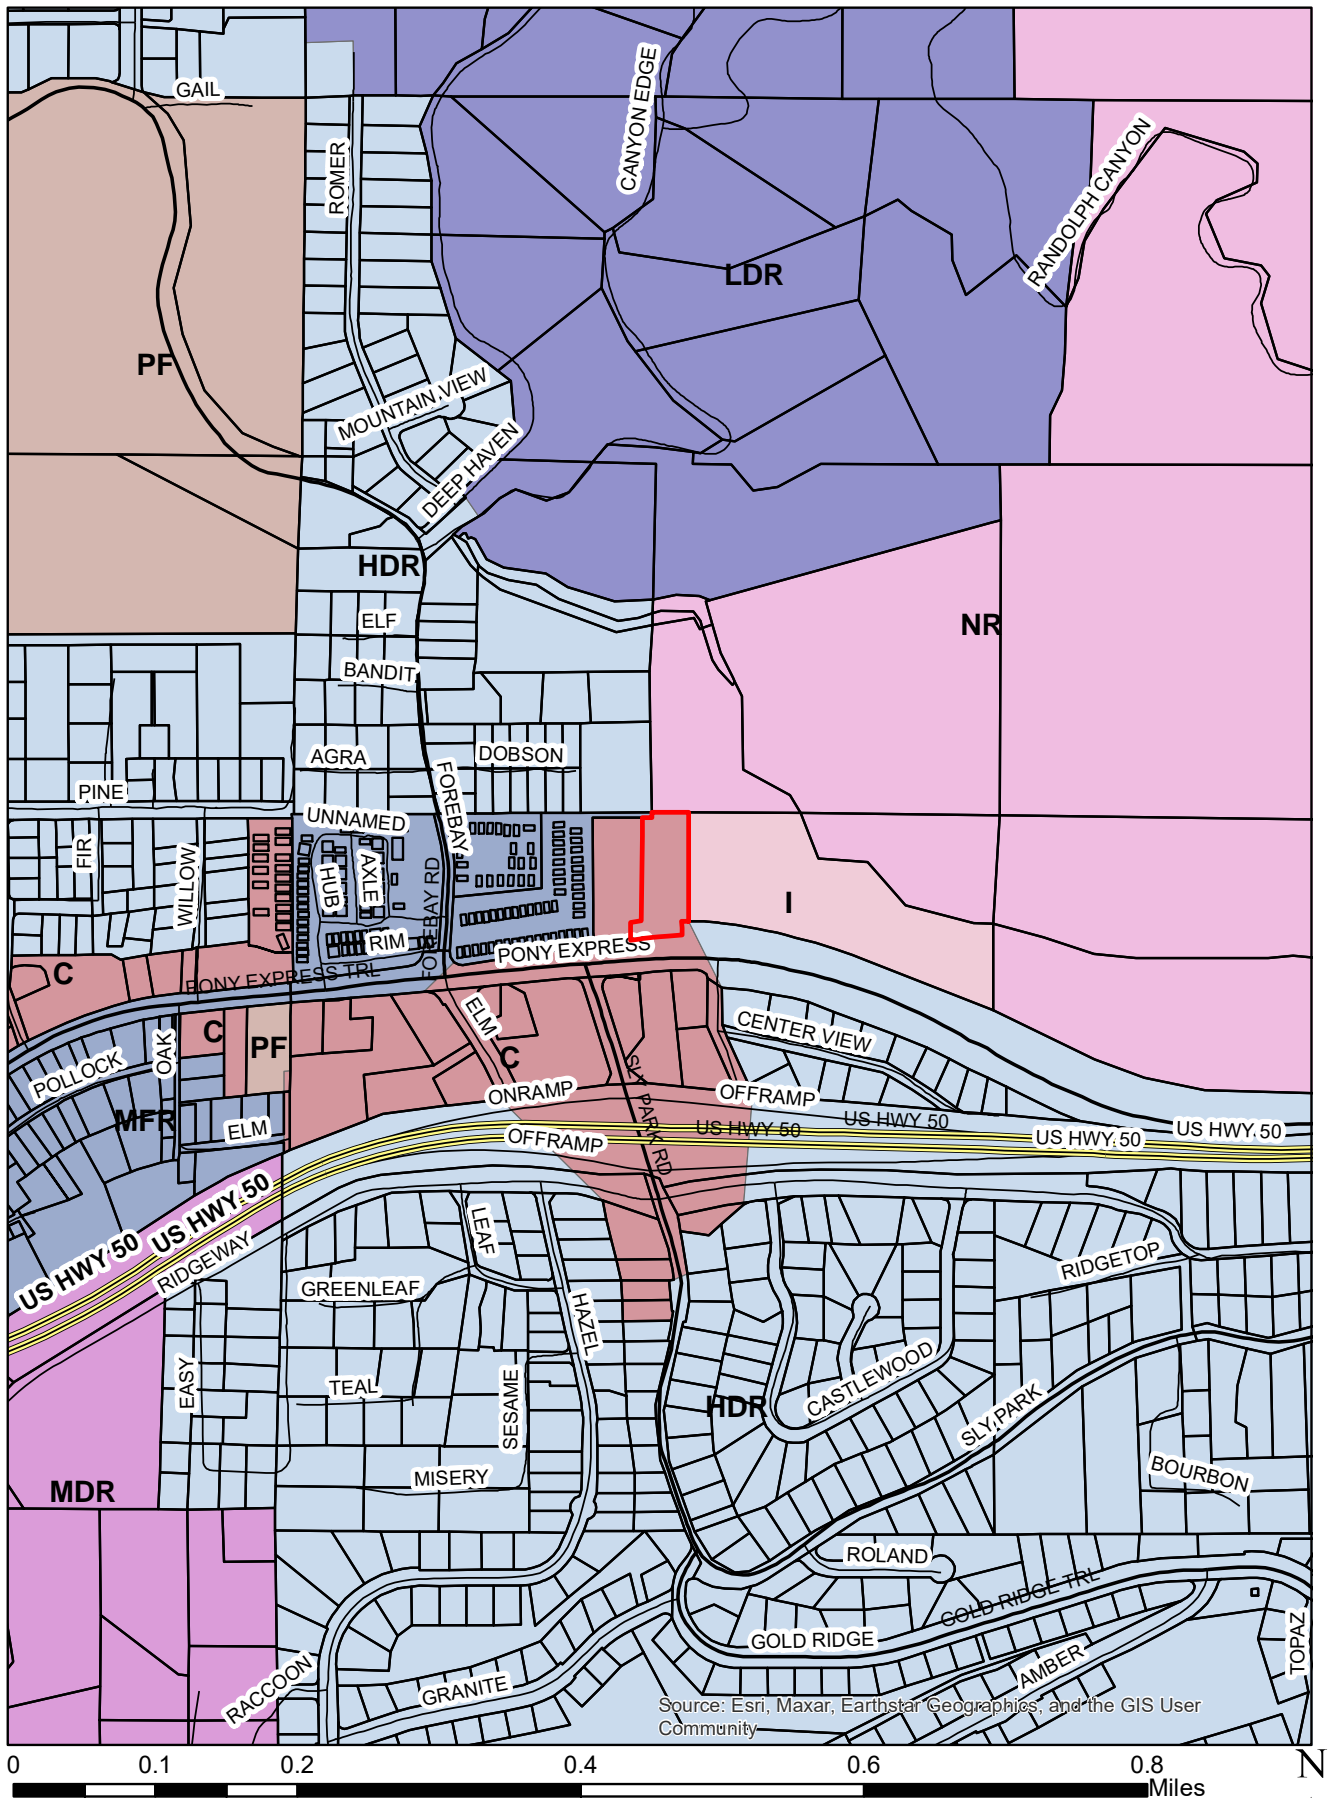 GAIL
CANYON EDGE
ROMER
RANDOLPH CANYON
LDR
PF
MOUNTAIN VIEW
DEEP HAVEN
HDR
ELF
NR
BANDIT
AGRA
DOBSON
FOREBAY
PINE
UNNAMED
FIR
WILLOW
HUB
AXLE
FOREBAY RD
I
RIM
PONY EXPRESS
C
PONY EXPRESS TRL
ELM
CENTER VIEW
C
PF
OAK
C
POLLOCK
SLY PARK RD
ONRAMP
OFFRAMP
MFR
ELM
US HWY 50
US HWY 50
US HWY 50
US HWY 50
OFFRAMP
US HWY 50
US HWY 50
RIDGEWAY
LEAF
RIDGETOP
GREENLEAF
HAZEL
EASY
TEAL
SESAME
CASTLEWOOD
HDR
SLY PARK
MISERY
BOURBON
MDR
ROLAND
GOLD RIDGE TRL
GOLD RIDGE
TOPAZ
AMBER
RACCOON
GRANITE
Source: Esri, Maxar, Earthstar Geographics, and the GIS User
Community
0 0.1 0.2 0.4 0.6 0.8
Miles
N